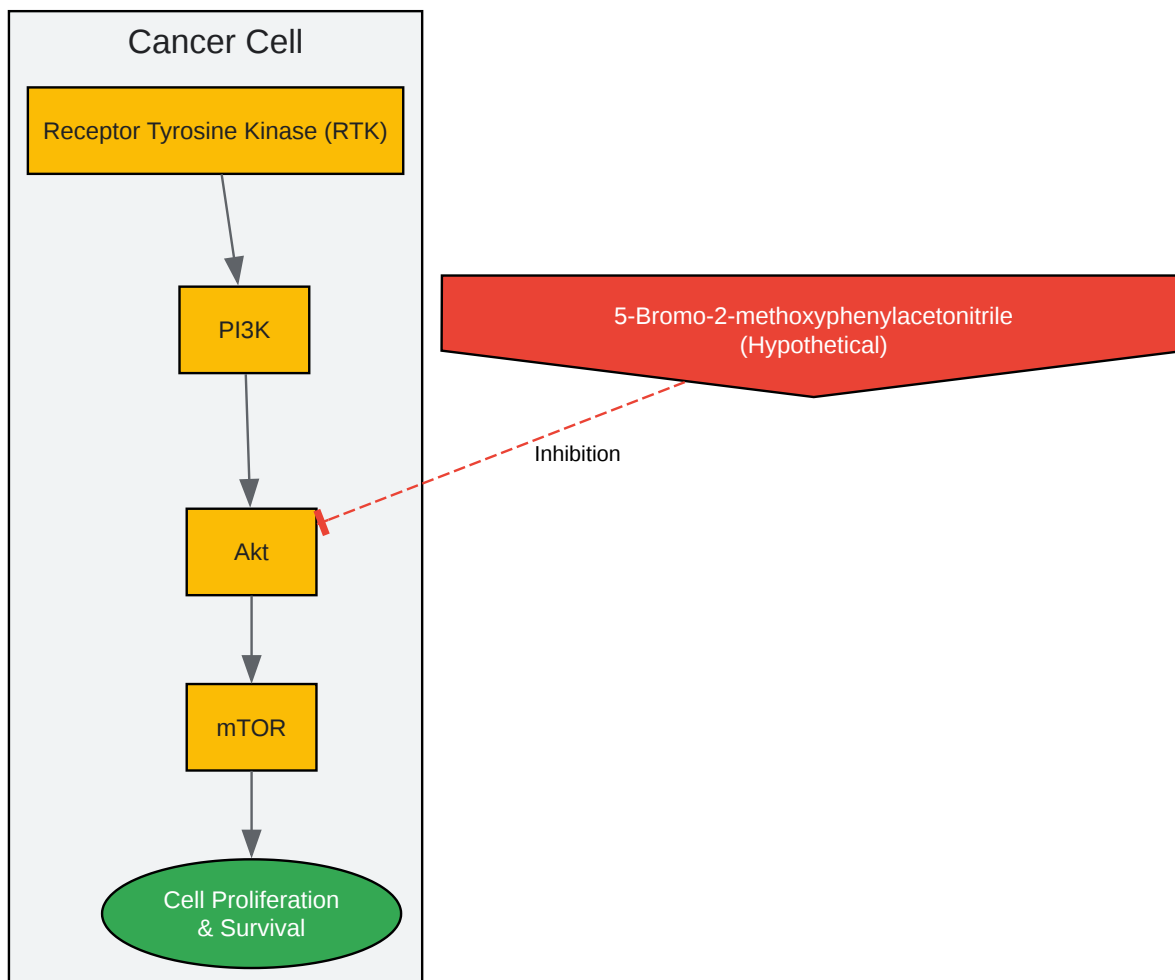 Cancer Cell
Receptor Tyrosine Kinase (RTK)
PI3K
5-Bromo-2-methoxyphenylacetonitrile
(Hypothetical)
Inhibition
Akt
mTOR
Cell Proliferation
& Survival